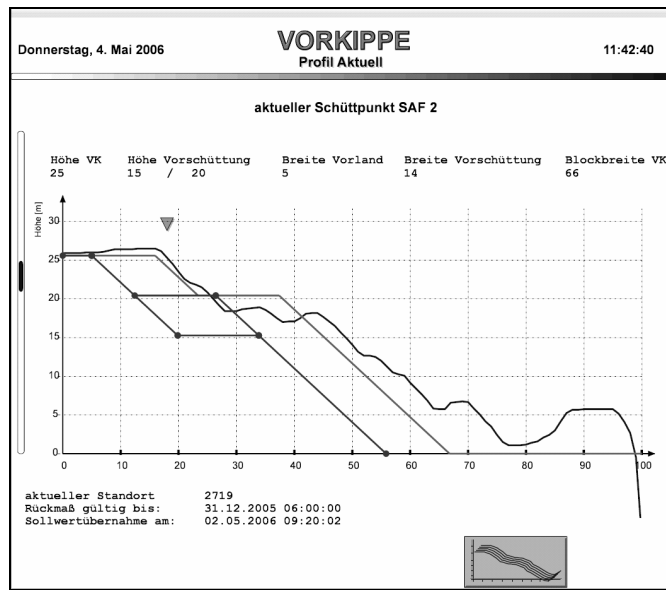 Donnerstag, 4. Mai 2006
VORKIPPE
Profil Aktuell
11:42:40
aktueller Schüttpunkt SAF 2
Höhe VK Höhe Vorschüttung Breite Vorland Breite Vorschüttung Blockbreite VK
25 15 / 20 5 14 66
Höhe [m]
30
25
20
15
10
5
0
0 10 20 30 40 50 60 70 80 90 100
aktueller Standort 2719
Rückmaß gültig bis: 31.12.2005 06:00:00
Sollwertübernahme am: 02.05.2006 09:20:02